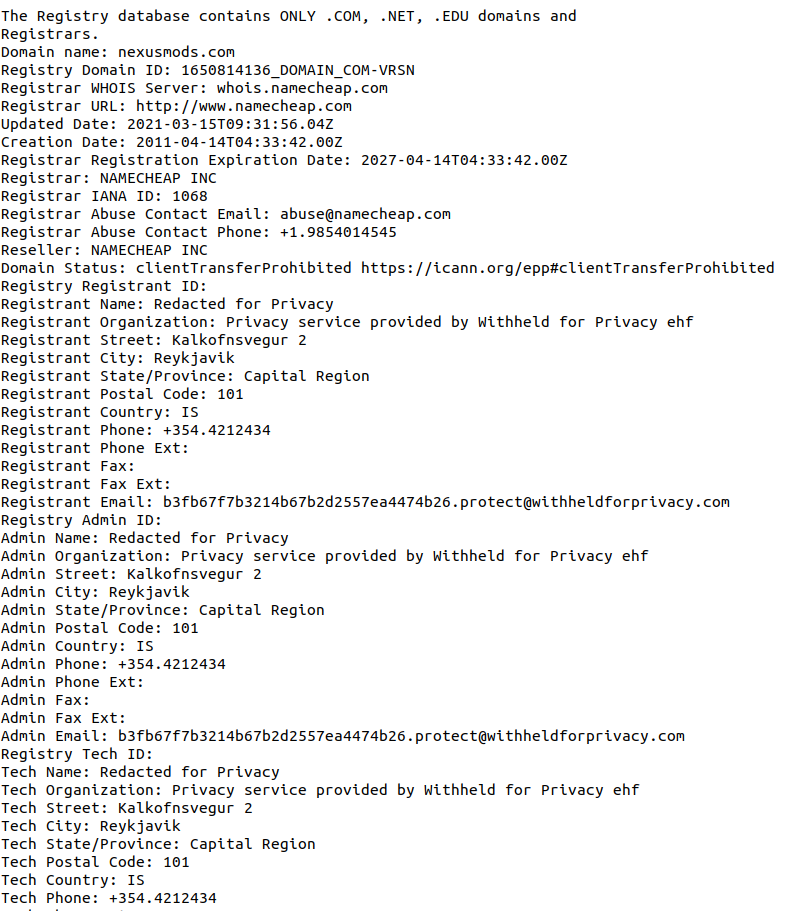 The Registry database contains ONLY .COM, .NET, .EDU domains and
Registrars.
Domain name: nexusmods.com
Registry Domain ID: 1650814136_DOMAIN_COM-VRSN
Registrar WHOIS Server: whois.namecheap.com
Registrar URL: http://www.namecheap.com
Updated Date: 2021-03-15T09:31:56.04Z
Creation Date: 2011-04-14T04:33:42.00Z
Registrar Registration Expiration Date: 2027-04-14T04:33:42.00Z
Registrar: NAMECHEAP INC
Registrar IANA ID: 1068
Registrar Abuse Contact Email: abuse@namecheap.com
Registrar Abuse Contact Phone: +1.9854014545
Reseller: NAMECHEAP INC
Domain Status: clientTransferProhibited https://icann.org/epp#clientTransferProhibited
Registry Registrant ID:
Registrant Name: Redacted for Privacy
Registrant Organization: Privacy service provided by Withheld for Privacy ehf
Registrant Street: Kalkofnsvegur 2
Registrant City: Reykjavik
Registrant State/Province: Capital Region
Registrant Postal Code: 101
Registrant Country: IS
Registrant Phone: +354.4212434
Registrant Phone Ext:
Registrant Fax:
Registrant Fax Ext:
Registrant Email: b3fb67f7b3214b67b2d2557ea4474b26.protect@withheldforprivacy.com
Registry Admin ID:
Admin Name: Redacted for Privacy
Admin Organization: Privacy service provided by Withheld for Privacy ehf
Admin Street: Kalkofnsvegur 2
Admin City: Reykjavik
Admin State/Province: Capital Region
Admin Postal Code: 101
Admin Country: IS
Admin Phone: +354.4212434
Admin Phone Ext:
Admin Fax:
Admin Fax Ext:
Admin Email: b3fb67f7b3214b67b2d2557ea4474b26.protect@withheldforprivacy.com
Registry Tech ID:
Tech Name: Redacted for Privacy
Tech Organization: Privacy service provided by Withheld for Privacy ehf
Tech Street: Kalkofnsvegur 2
Tech City: Reykjavik
Tech State/Province: Capital Region
Tech Postal Code: 101
Tech Country: IS
Tech Phone: +354.4212434